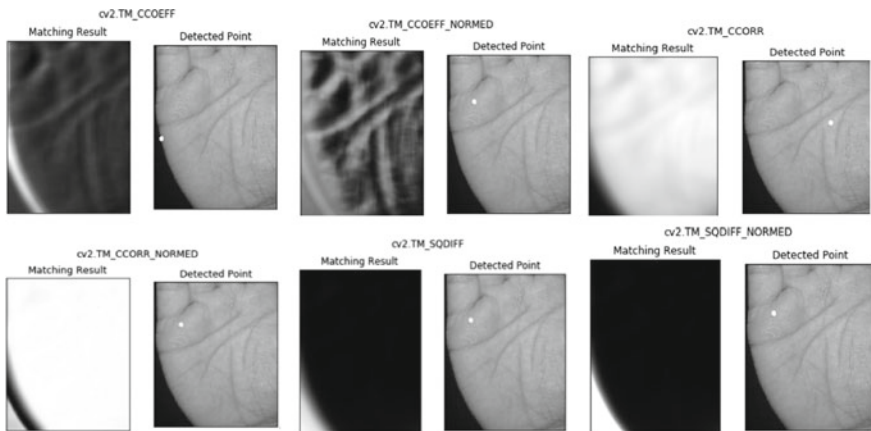 cv2.TM_CCOEFF
Matching Result
Detected Point
cv2.TM_CCOEFF_NORMED
Matching Result
Detected Point
cv2.TM_CCORR
Matching Result
Detected Point
cv2.TM_CCORR_NORMED
Matching Result
Detected Point
cv2.TM_SQDIFF
Matching Result
Detected Point
cv2.TM_SQDIFF_NORMED
Matching Result
Detected Point